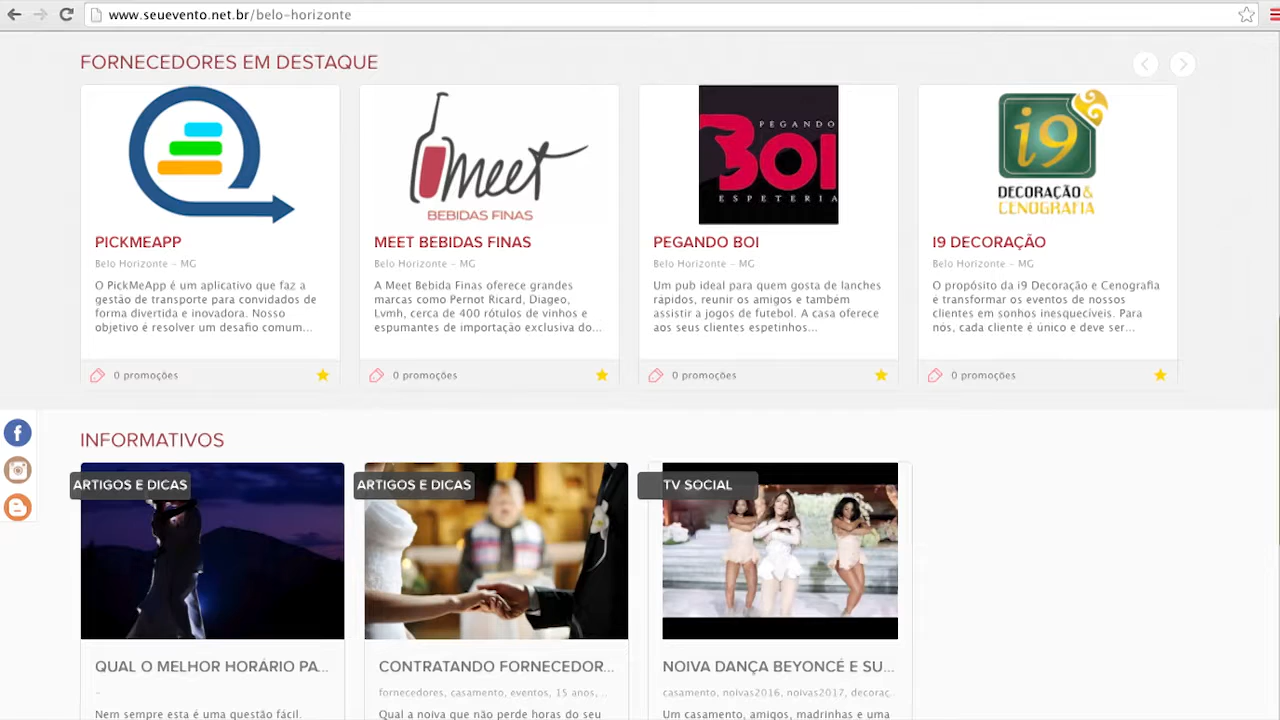 www.seuevento.net.br/belo-horizonte
FORNECEDORES EM DESTAQUE
meet
BEBIDAS FINAS
PEGANDO
BOI
ESPETERIA
i9
DECORAÇÃO &
CENOGRAFIA
PICKMEAPP
Belo Horizonte – MG
O PickMeApp é um aplicativo que faz a
gestão de transporte para convidados de
forma divertida e inovadora. Nosso
objetivo é resolver um desafio comum...
0 promoções
MEET BEBIDAS FINAS
Belo Horizonte – MG
A Meet Bebida Finas oferece grandes
marcas como Pernot Ricard, Diageo,
Lvmh, cerca de 400 rótulos de vinhos e
espumantes de importação exclusiva do...
0 promoções
PEGANDO BOI
Belo Horizonte – MG
Um pub ideal para quem gosta de lanches
rápidos, reunir os amigos e também
assistir a jogos de futebol. A casa oferece
aos seus clientes espetinhos...
0 promoções
I9 DECORAÇÃO
Belo Horizonte – MG
O propósito da i9 Decoração e Cenografia
é transformar os eventos de nossos
clientes em sonhos inesquecíveis. Para
nós, cada cliente é único e deve ser...
0 promoções
INFORMATIVOS
ARTIGOS E DICAS
QUAL O MELHOR HORÁRIO PA...
-
Nem sempre esta é uma questão fácil.
ARTIGOS E DICAS
CONTRATANDO FORNECEDOR...
fornecedores, casamento, eventos, 15 anos, ..
Qual a noiva que não perde horas do seu
TV SOCIAL
NOIVA DANÇA BEYONCÉ E SU...
casamento, noivas2016, noivas2017, decoraç.
Um casamento, amigos, madrinhas e uma